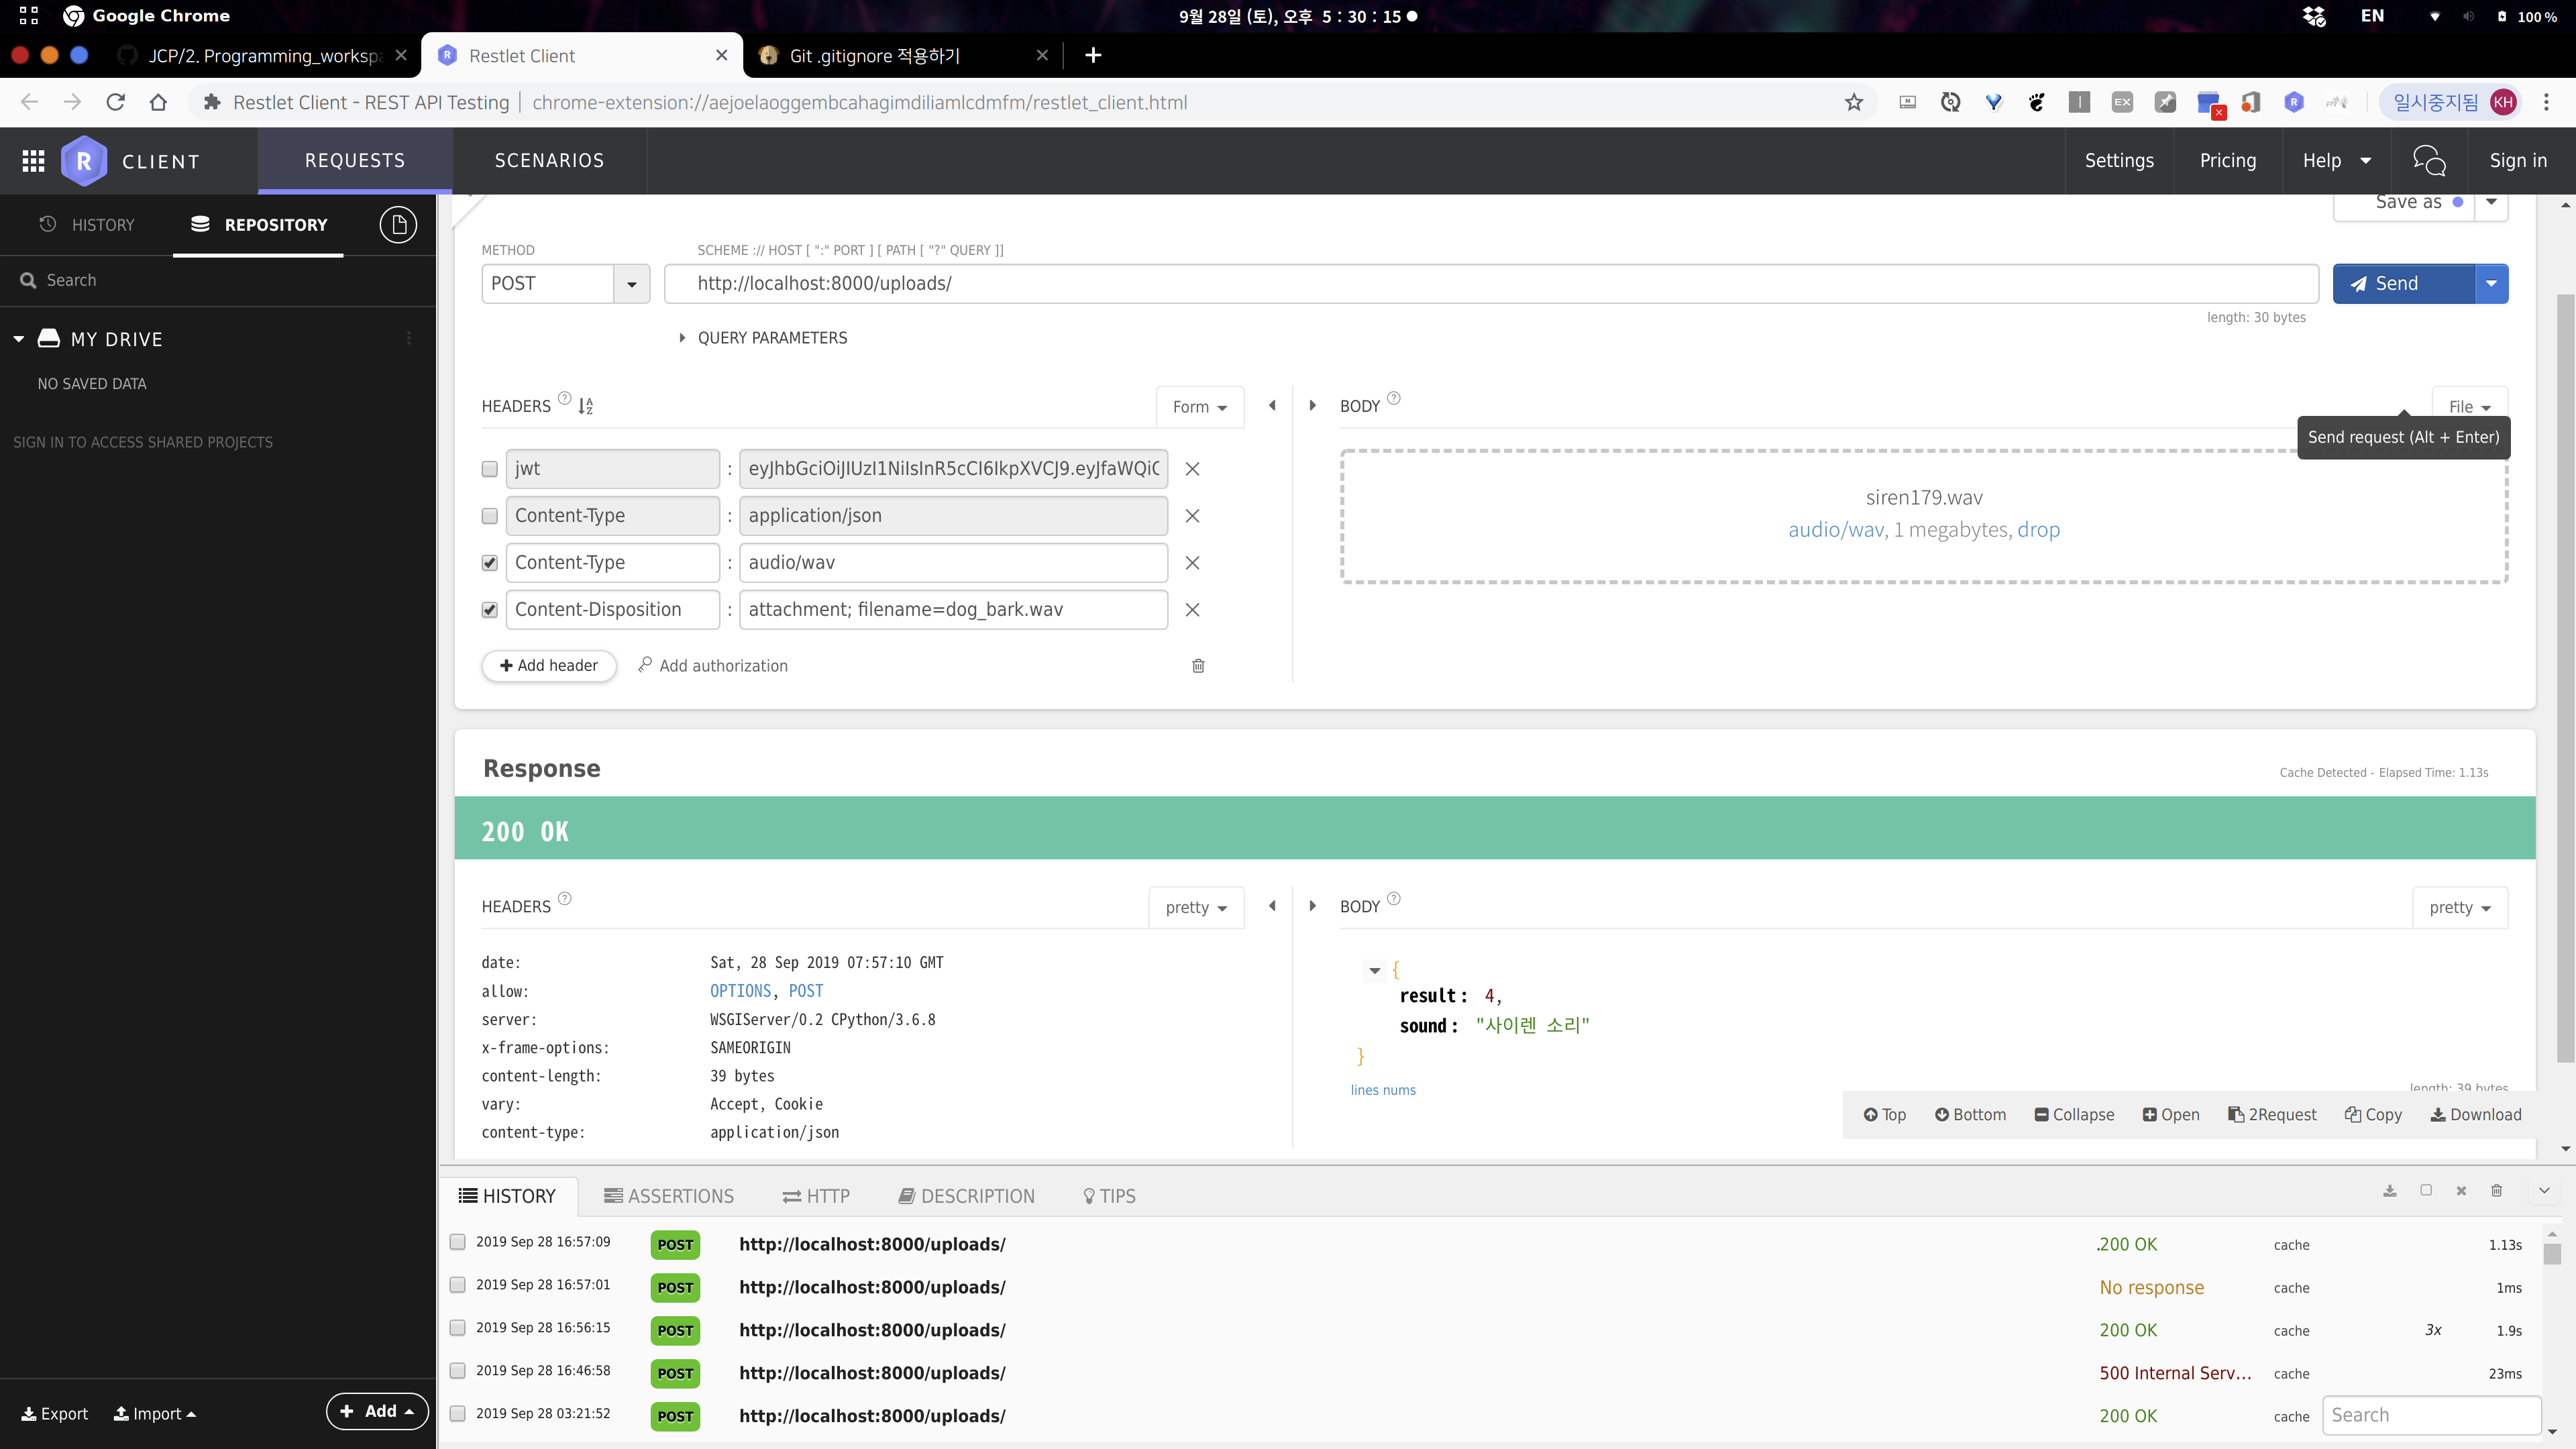 Google Chrome
9월 28일 (토), 오후 5 : 30 : 15
EN
100 %
JCP/2. Programming_workspa
Restlet Client
Git .gitignore 적용하기
Restlet Client - REST API Testing
chrome-extension://aejoelaoggembcahagimdiliamlcdmfm/restlet_client.html
EX
일시중지됨
KH
R
CLIENT
REQUESTS
SCENARIOS
Settings
Pricing
Help
Sign in
HISTORY
REPOSITORY
Search
MY DRIVE
NO SAVED DATA
SIGN IN TO ACCESS SHARED PROJECTS
Save as
METHOD
SCHEME :// HOST [ ":" PORT ] [ PATH [ "?" QUERY ]]
POST
http://localhost:8000/uploads/
Send
length: 30 bytes
QUERY PARAMETERS
HEADERS ?
Form
BODY ?
File
Send request (Alt + Enter)
jwt : eyJhbGciOiJIUzI1NiIsInR5cCI6IkpXVCJ9.eyJfaWQiO
Content-Type : application/json
Content-Type : audio/wav
Content-Disposition : attachment; filename=dog_bark.wav
siren179.wav
audio/wav, 1 megabytes, drop
Add header
Add authorization
Response
Cache Detected - Elapsed Time: 1.13s
200 OK
HEADERS ?
pretty
BODY ?
pretty
date: Sat, 28 Sep 2019 07:57:10 GMT
allow: OPTIONS, POST
server: WSGIServer/0.2 CPython/3.6.8
x-frame-options: SAMEORIGIN
content-length: 39 bytes
vary: Accept, Cookie
content-type: application/json
{
result : 4,
sound : "사이렌 소리"
}
lines nums
length: 39 bytes
Top
Bottom
Collapse
Open
2Request
Copy
Download
HISTORY
ASSERTIONS
HTTP
DESCRIPTION
TIPS
2019 Sep 28 16:57:09 POST http://localhost:8000/uploads/ .200 OK cache 1.13s
2019 Sep 28 16:57:01 POST http://localhost:8000/uploads/ No response cache 1ms
2019 Sep 28 16:56:15 POST http://localhost:8000/uploads/ 200 OK cache 3x 1.9s
2019 Sep 28 16:46:58 POST http://localhost:8000/uploads/ 500 Internal Serv... cache 23ms
2019 Sep 28 03:21:52 POST http://localhost:8000/uploads/ 200 OK cache
Search
Export
Import
Add